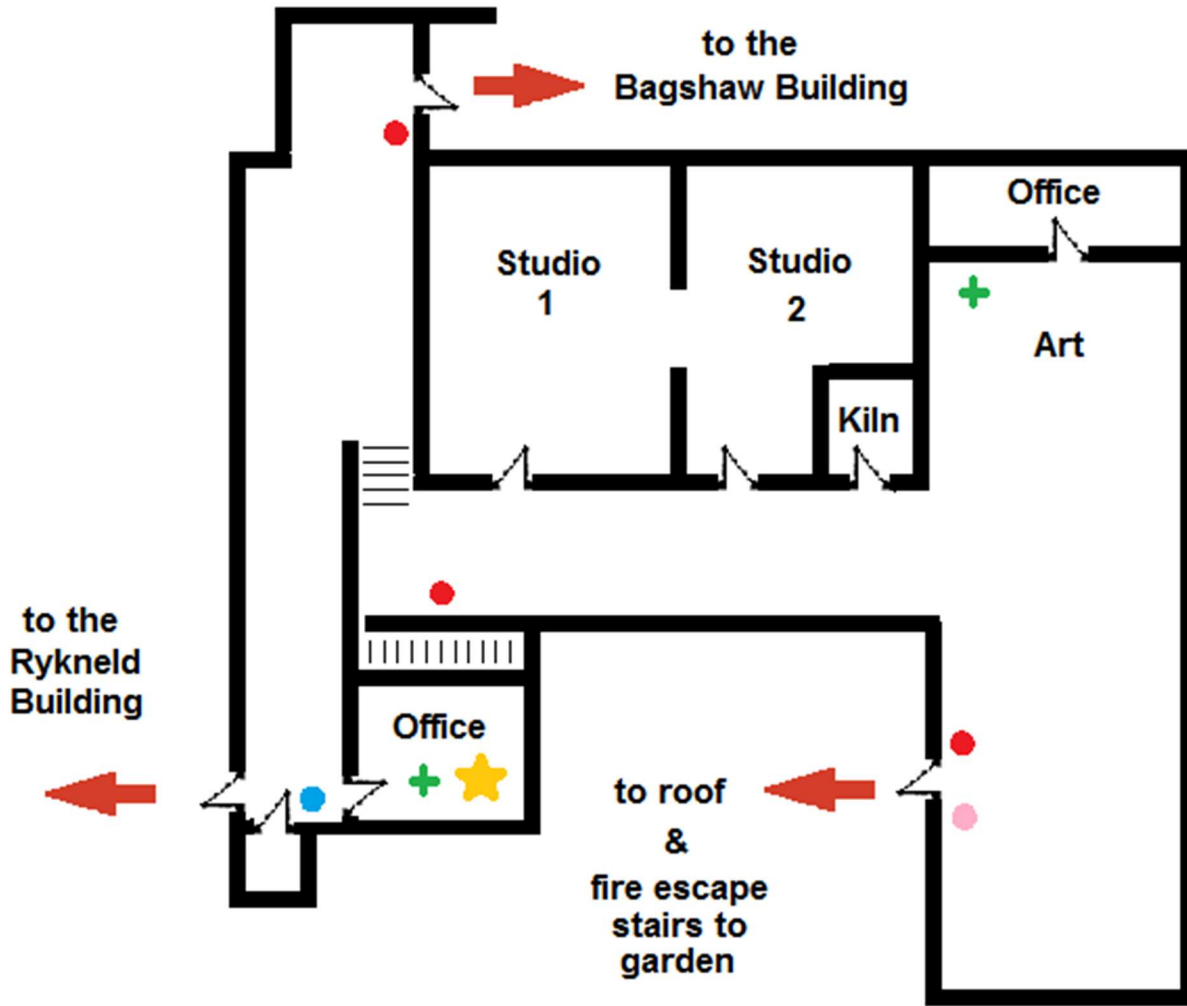 to the
Bagshaw Building
Office
Studio
1
Studio
2
Art
Kiln
to the
Rykneld
Building
Office
to roof
&
fire escape
stairs to
garden